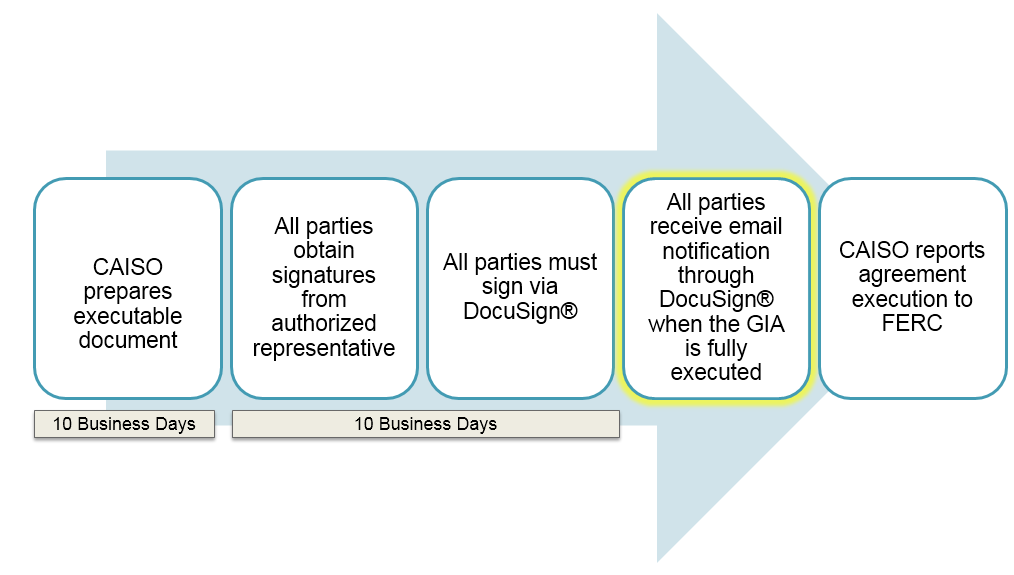 CAISO
prepares
executable
document
All parties
obtain
signatures
from
authorized
representative
All parties must
sign via
DocuSign®
All parties
receive email
notification
through
DocuSign®
when the GIA
is fully
executed
CAISO reports
agreement
execution to
FERC
10 Business Days
10 Business Days